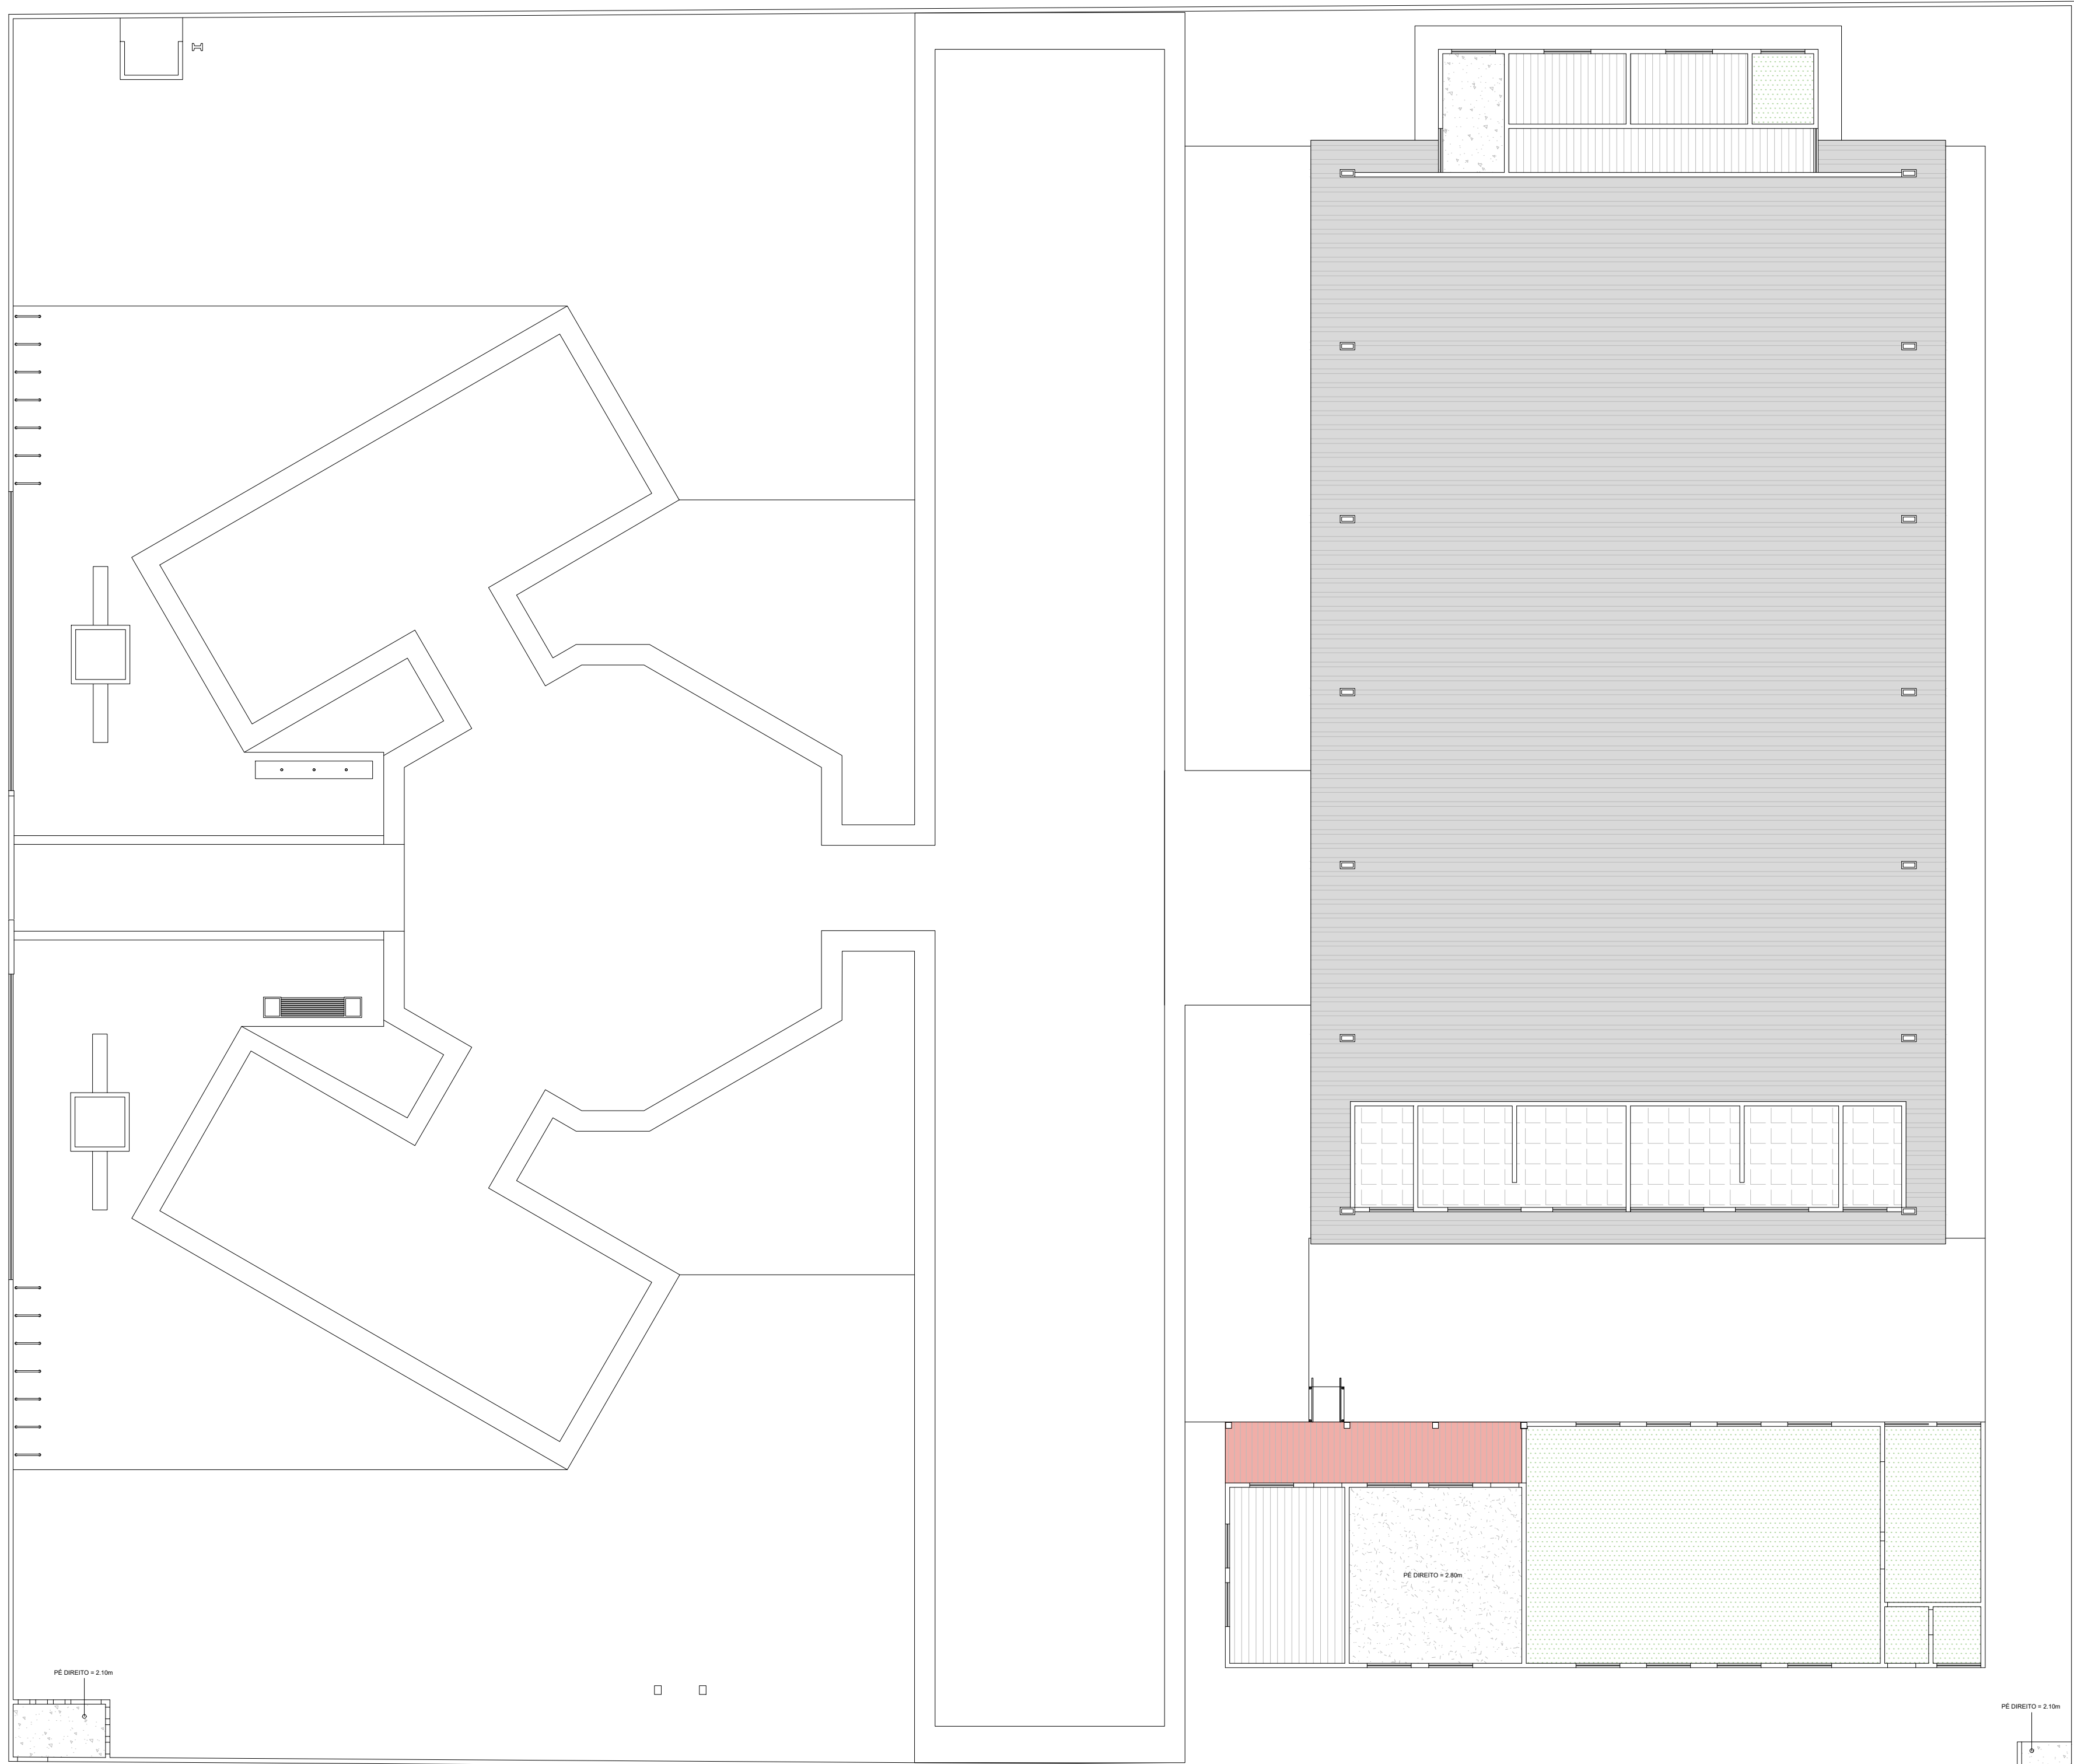 PÉ DIREITO = 2.80m
PÉ DIREITO = 2.10m
PÉ DIREITO = 2.10m